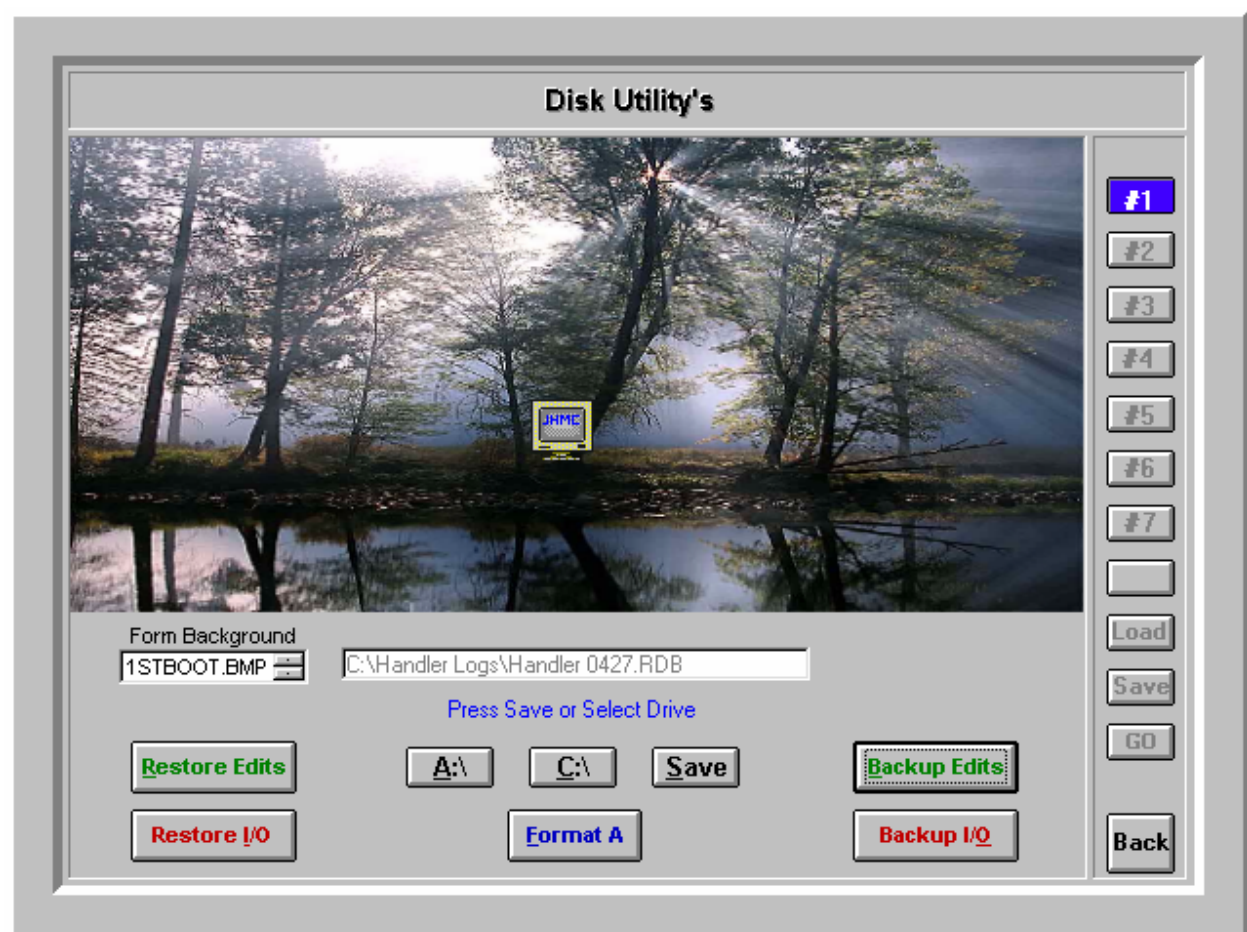 Disk Utility's
#1
#2
#3
#4
#5
#6
#7
JHMC
Form Background
1STBOOT.BMP
C:\Handler Logs\Handler 0427.RDB
Load
Press Save or Select Drive
Save
Restore Edits
A:\
C:\
Save
Backup Edits
GO
Restore I/O
Format A
Backup I/O
Back